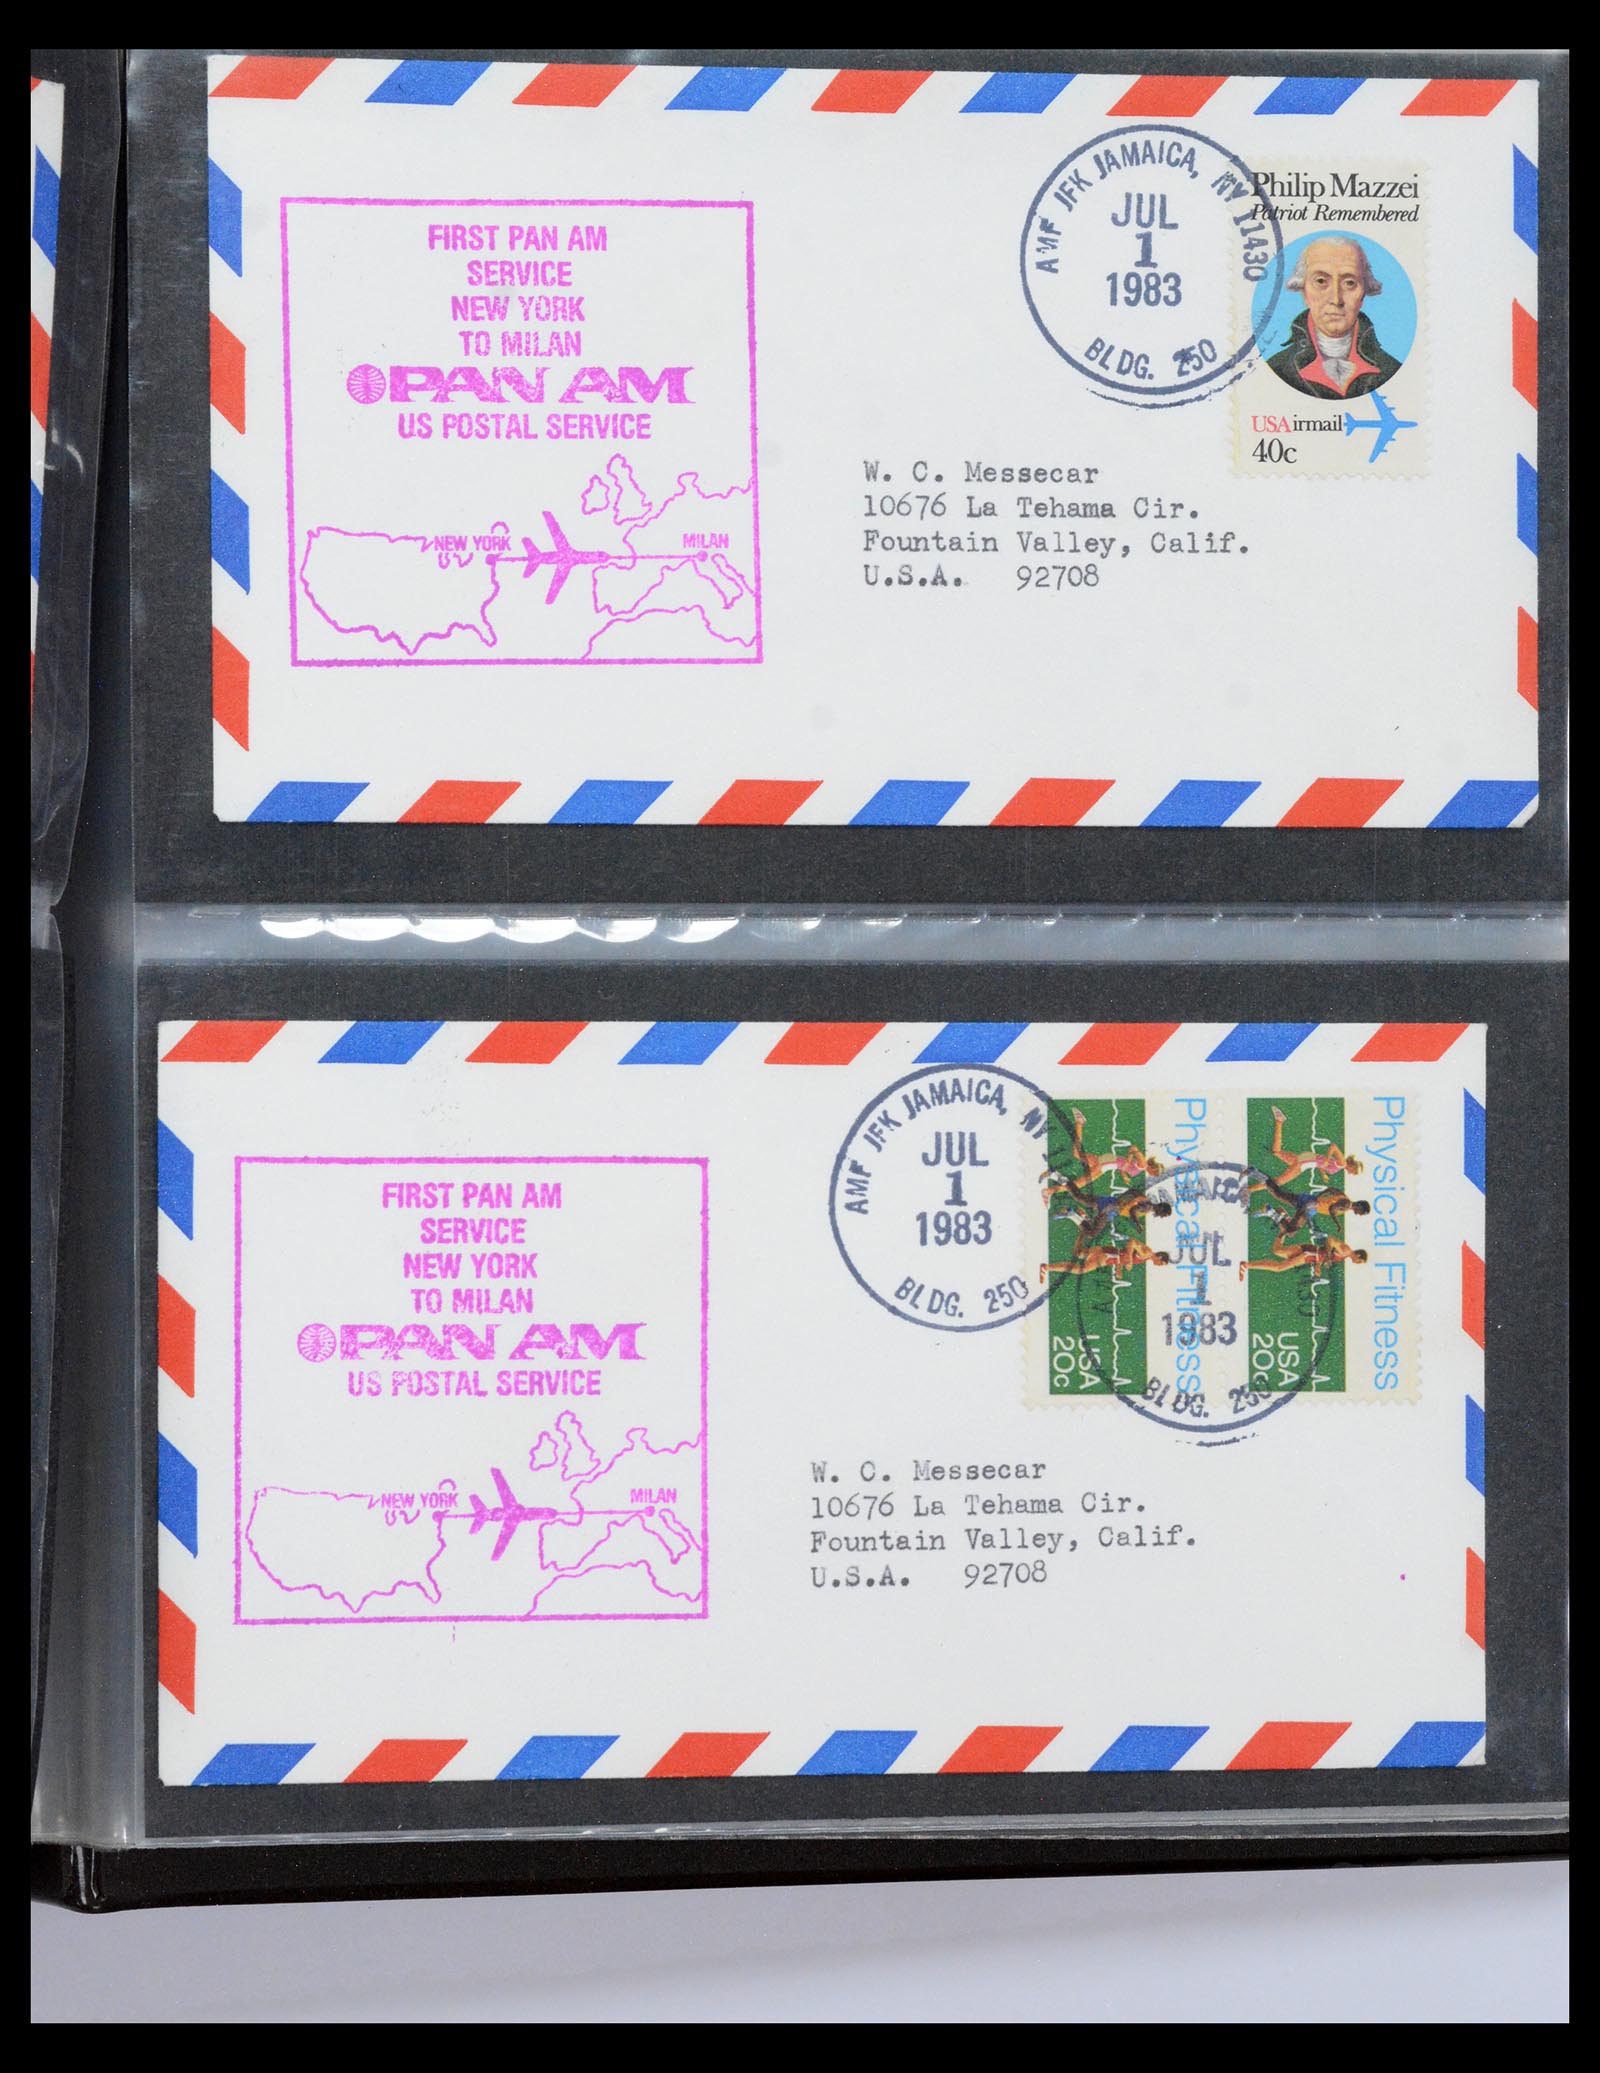 FIRST PAN AM
SERVICE
NEW YORK
TO MILAN
PAN AM
US POSTAL SERVICE
NEW YORK
MILAN
AMF JFK JAMAICA, NY 11430
JUL
1
1983
BLDG. 250
Philip Mazzei
Patriot Remembered
USAirmail
40c
W. C. Messecar
10676 La Tehama Cir.
Fountain Valley, Calif.
U.S.A. 92708
FIRST PAN AM
SERVICE
NEW YORK
TO MILAN
PAN AM
US POSTAL SERVICE
NEW YORK
MILAN
AMF JFK JAMAICA, NY
JUL
1
1983
BLDG. 250
Physical Fitness
USA
20c
JUL
1
1983
BLDG. 250
Physical Fitness
USA
20c
W. C. Messecar
10676 La Tehama Cir.
Fountain Valley, Calif.
U.S.A. 92708